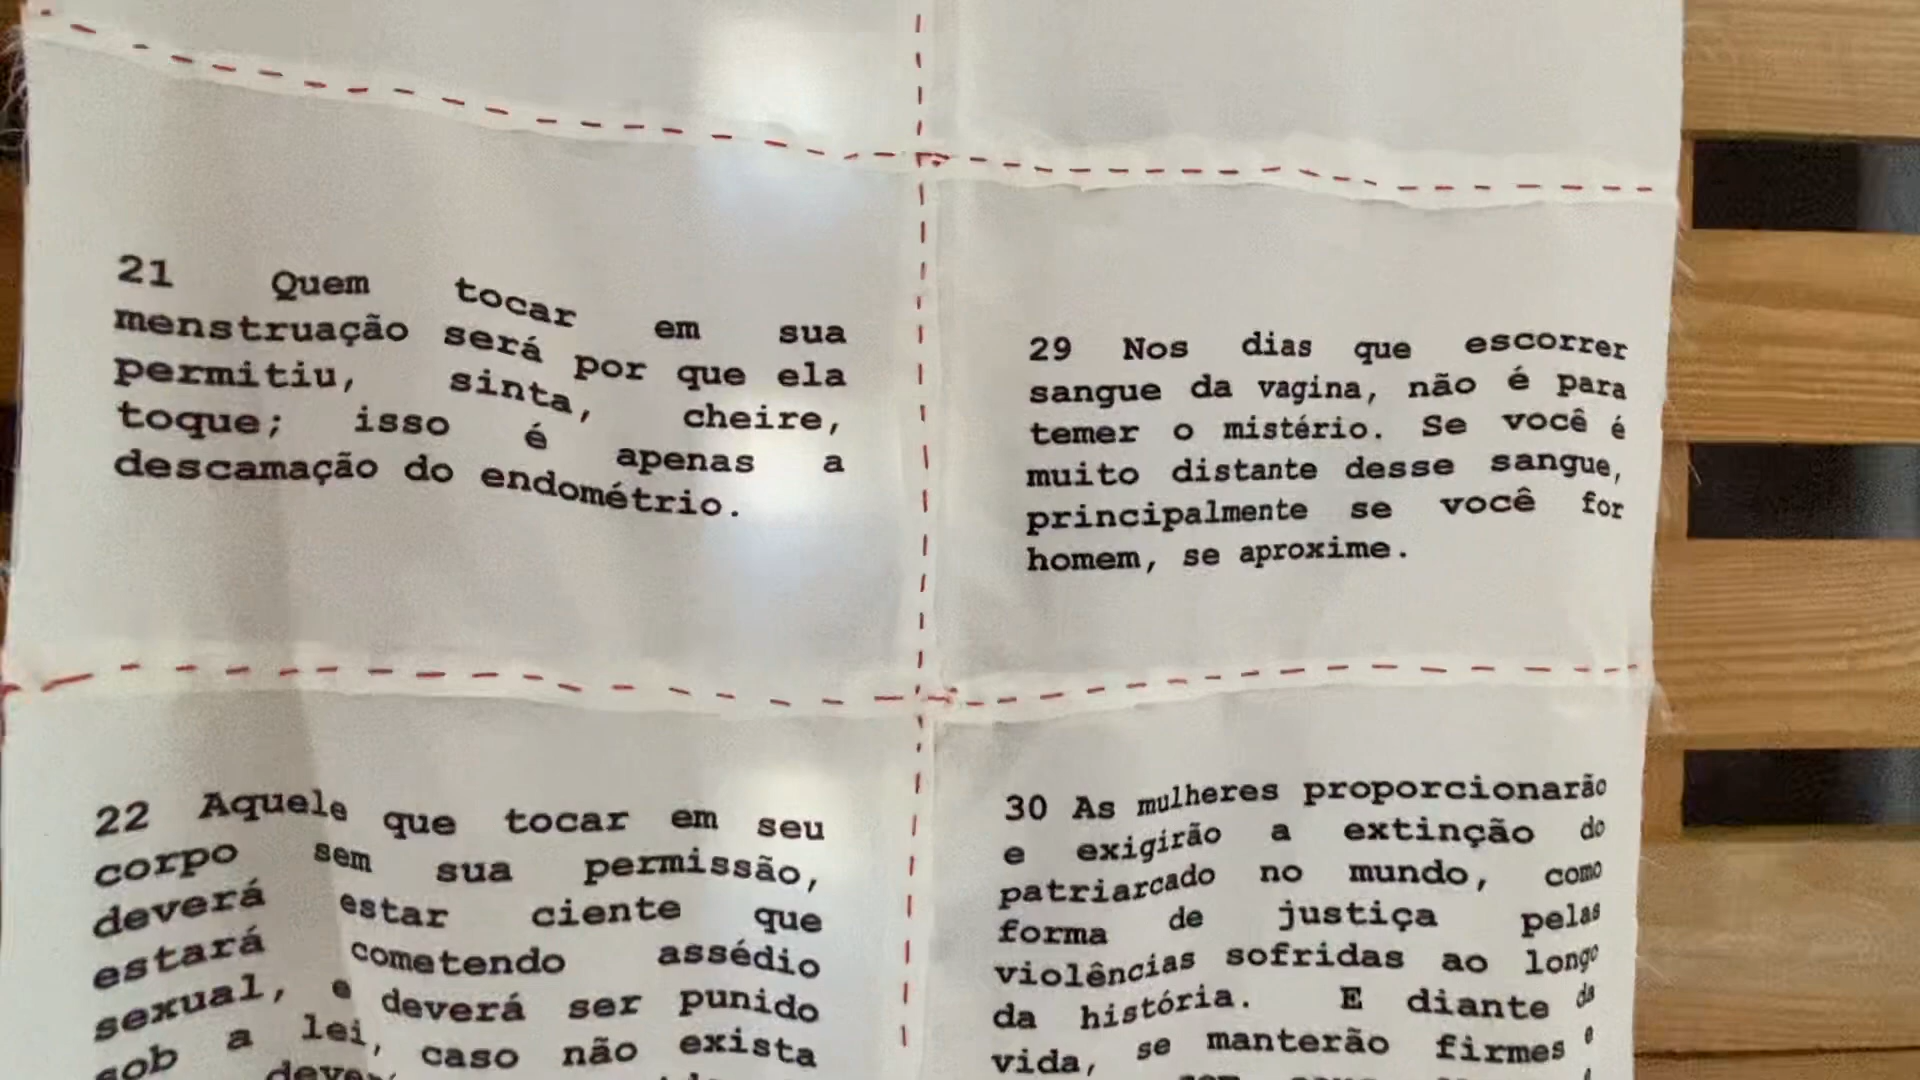 21 Quem tocar em sua
menstruação será por que ela
permitiu, sinta, cheire,
toque; isso é apenas a
descamação do endométrio.
22 Aquele que tocar em seu
corpo sem sua permissão,
deverá estar ciente que
estará cometendo assédio
sexual, e deverá ser punido
sob a lei, caso não exista
29 Nos dias que escorrer
sangue da vagina, não é para
temer o mistério. Se você é
muito distante desse sangue,
principalmente se você for
homem, se aproxime.
30 As mulheres proporcionarão
e exigirão a extinção do
patriarcado no mundo, como
forma de justiça pelas
violências sofridas ao longo
da história. E diante da
vida, se manterão firmes e